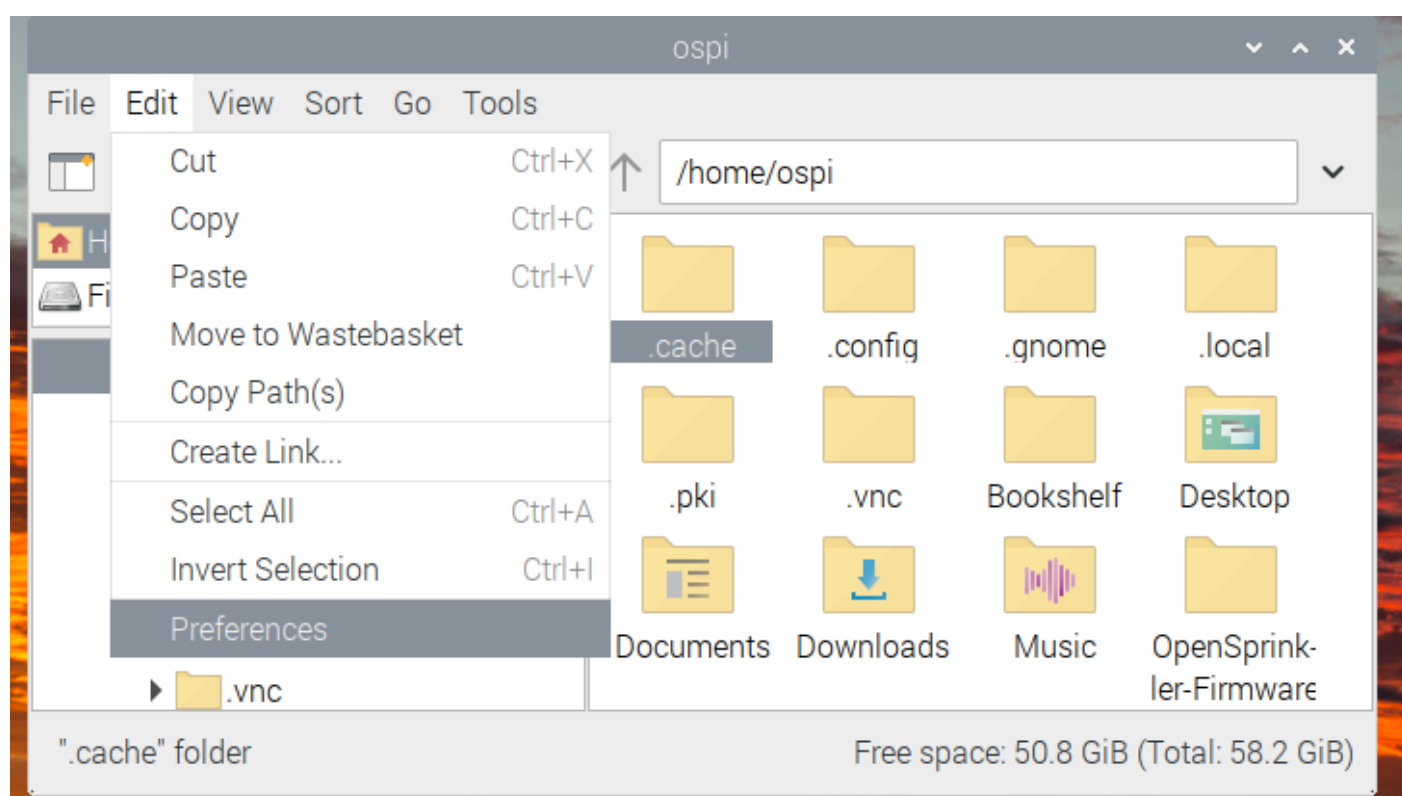 ospi
File Edit View Sort Go Tools
/home/ospi
Cut Ctrl+X
Copy Ctrl+C
Paste Ctrl+V
Move to Wastebasket
Copy Path(s)
Create Link...
Select All Ctrl+A
Invert Selection Ctrl+I
Preferences
H
Fi
.vnc
.cache .config .gnome .local
.pki .vnc Bookshelf Desktop
Documents Downloads Music OpenSprink-
ler-Firmware
".cache" folder Free space: 50.8 GiB (Total: 58.2 GiB)